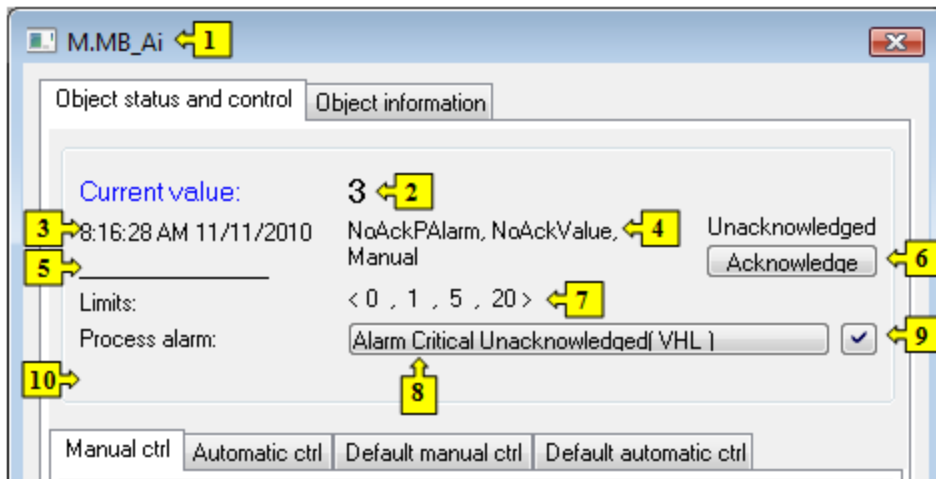 M.MB_Ai 1
Object status and control Object information
Current value: 3 2
3 8:16:28 AM 11/11/2010 NoAckPAlarm, NoAckValue, 4 Unacknowledged
Manual
5 Acknowledge 6
Limits: < 0 , 1 , 5 , 20 > 7
Process alarm: Alarm Critical Unacknowledged( VHL ) 9
10 8
Manual ctrl Automatic ctrl Default manual ctrl Default automatic ctrl